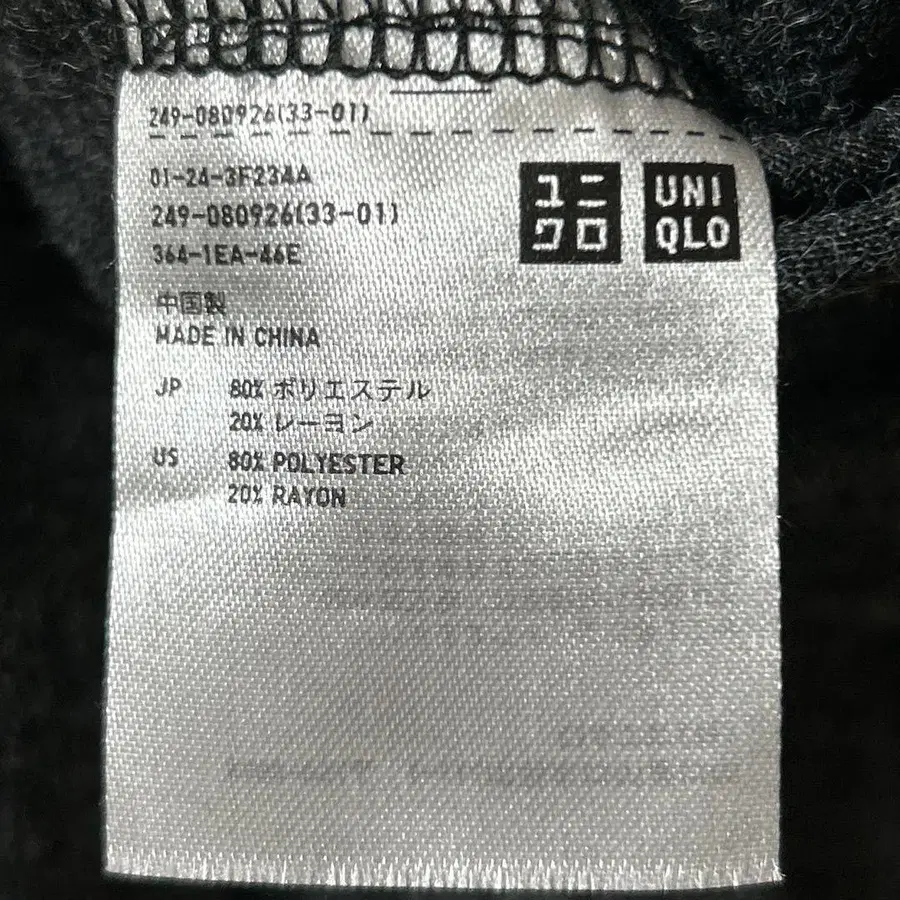 249-080926(33-01)
01-24-3F234A
249-080926(33-01)
364-1EA-46E
ユニ
クロ
UNI
QLO
中国製
MADE IN CHINA
JP 80% ポリエステル
20% レーヨン
US 80% POLYESTER
20% RAYON